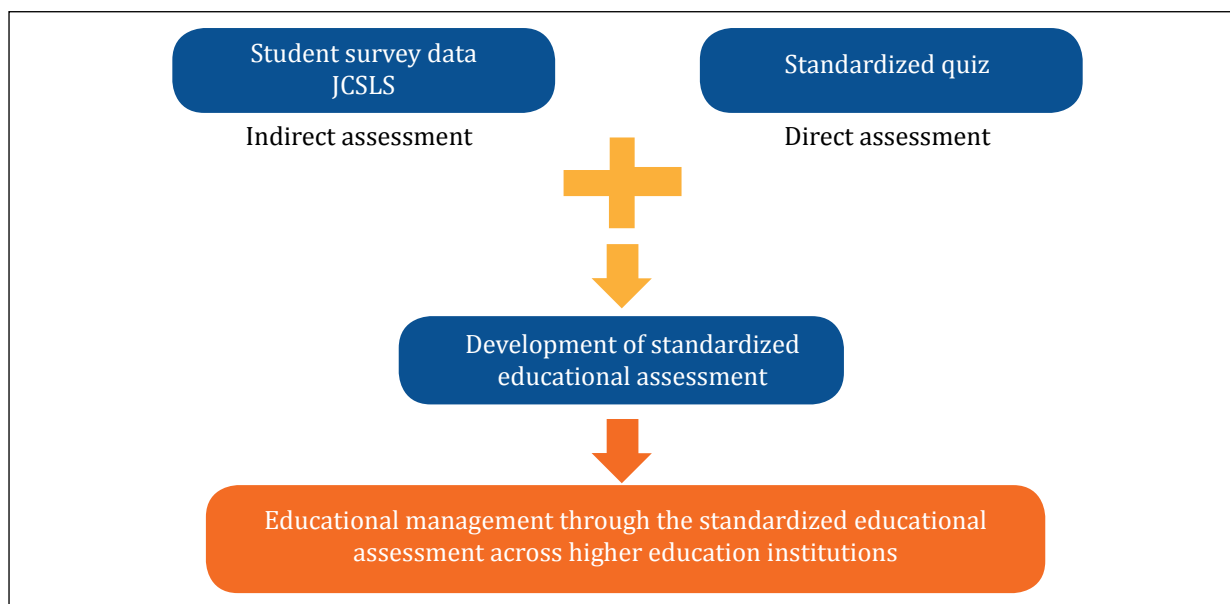 Student survey data
JCSLS
Standardized quiz
Indirect assessment
Direct assessment
Development of standardized
educational assessment
Educational management through the standardized educational
assessment across higher education institutions